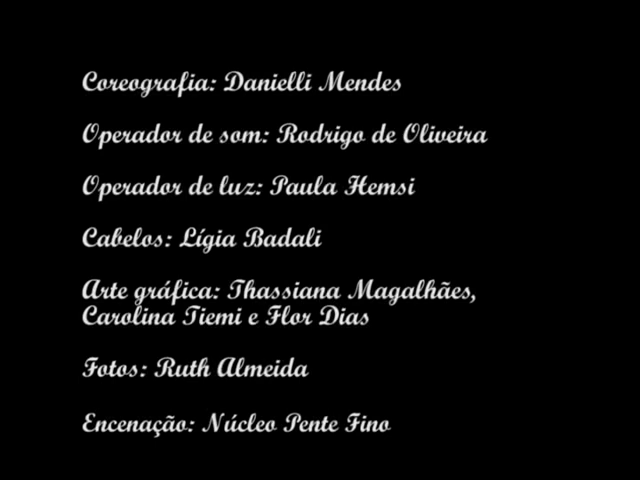 Coreografia: Danielli Mendes
Operador de som: Rodrigo de Oliveira
Operador de luz: Paula Hemsi
Cabelos: Lígia Badali
Arte gráfica: Thassiana Magalhães,
Carolina Tiemi e Flor Dias
Fotos: Ruth Almeida
Encenação: Núcleo Pente Fino